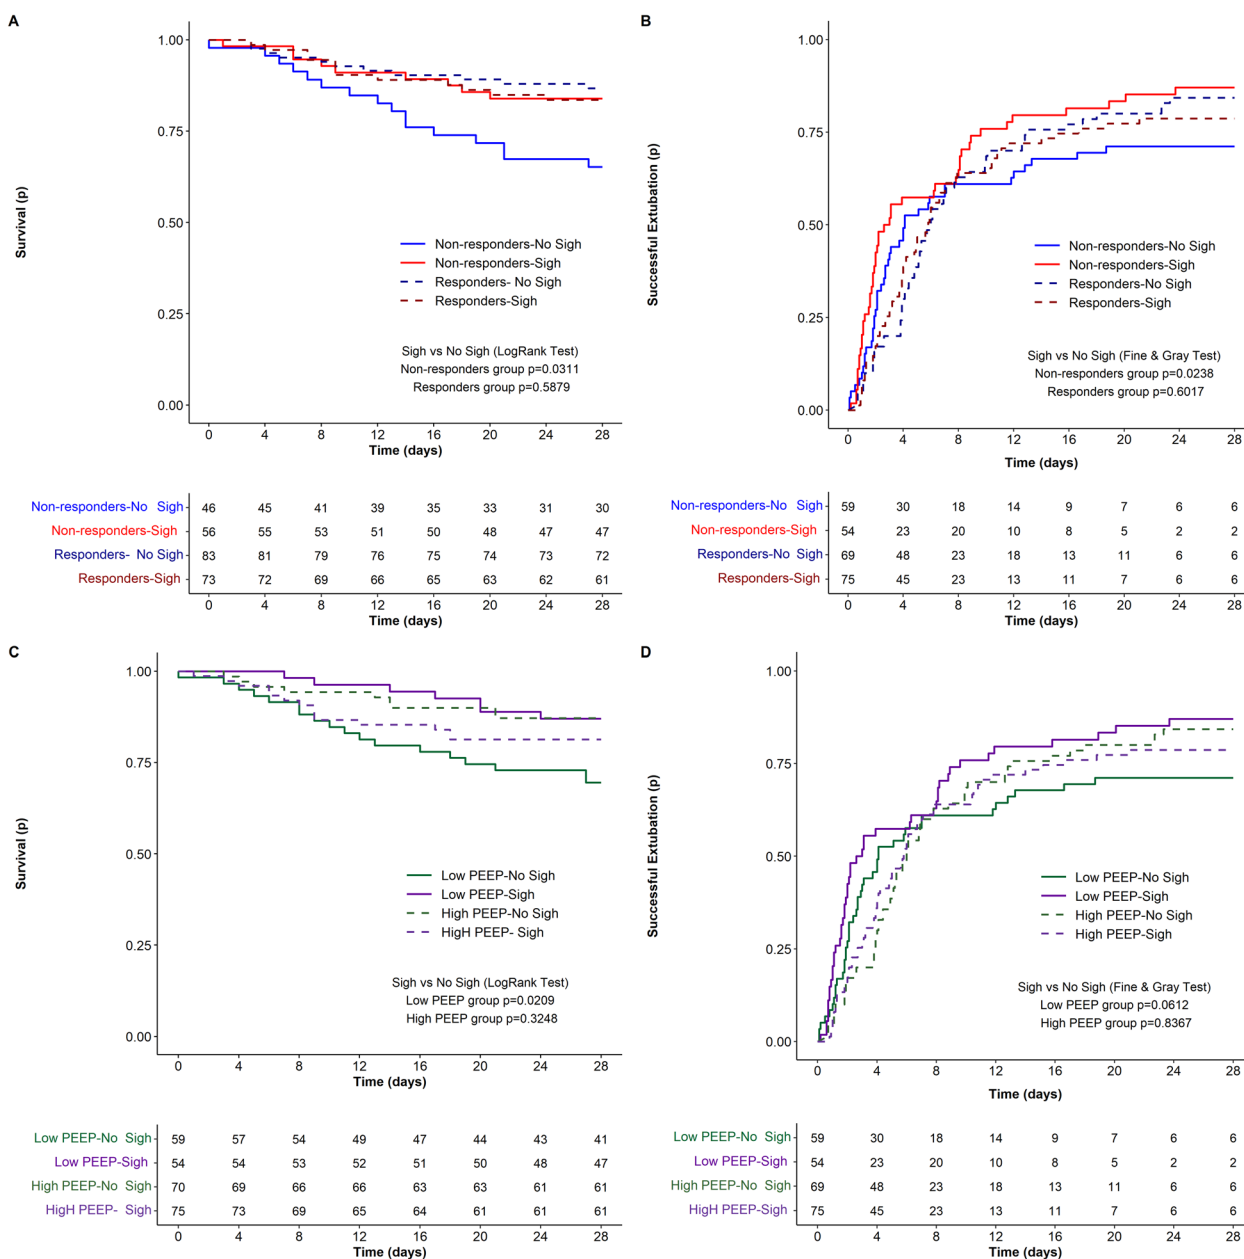 A
1.00
0.75
0.50
0.25
0.00
Survival (p)
Non-responders-No Sigh
Non-responders-Sigh
Responders- No Sigh
Responders-Sigh
Sigh vs No Sigh (LogRank Test)
Non-responders group p=0.0311
Responders group p=0.5879
0 4 8 12 16 20 24 28
Time (days)
Non-responders-No Sigh 46 45 41 39 35 33 31 30
Non-responders-Sigh 56 55 53 51 50 48 47 47
Responders- No Sigh 83 81 79 76 75 74 73 72
Responders-Sigh 73 72 69 66 65 63 62 61
0 4 8 12 16 20 24 28
Time (days)
B
1.00
0.75
0.50
0.25
0.00
Successful Extubation (p)
Non-responders-No Sigh
Non-responders-Sigh
Responders-No Sigh
Responders-Sigh
Sigh vs No Sigh (Fine & Gray Test)
Non-responders group p=0.0238
Responders group p=0.6017
0 4 8 12 16 20 24 28
Time (days)
Non-responders-No Sigh 59 30 18 14 9 7 6 6
Non-responders-Sigh 54 23 20 10 8 5 2 2
Responders-No Sigh 69 48 23 18 13 11 6 6
Responders-Sigh 75 45 23 13 11 7 6 6
0 4 8 12 16 20 24 28
Time (days)
C
1.00
0.75
0.50
0.25
0.00
Survival (p)
Low PEEP-No Sigh
Low PEEP-Sigh
High PEEP-No Sigh
HigH PEEP- Sigh
Sigh vs No Sigh (LogRank Test)
Low PEEP group p=0.0209
High PEEP group p=0.3248
0 4 8 12 16 20 24 28
Time (days)
Low PEEP-No Sigh 59 57 54 49 47 44 43 41
Low PEEP-Sigh 54 54 53 52 51 50 48 47
High PEEP-No Sigh 70 69 66 66 63 63 61 61
HigH PEEP- Sigh 75 73 69 65 64 61 61 61
0 4 8 12 16 20 24 28
Time (days)
D
1.00
0.75
0.50
0.25
0.00
Successful Extubation (p)
Low PEEP-No Sigh
Low PEEP-Sigh
High PEEP-No Sigh
High PEEP-Sigh
Sigh vs No Sigh (Fine & Gray Test)
Low PEEP group p=0.0612
High PEEP group p=0.8367
0 4 8 12 16 20 24 28
Time (days)
Low PEEP-No Sigh 59 30 18 14 9 7 6 6
Low PEEP-Sigh 54 23 20 10 8 5 2 2
High PEEP-No Sigh 69 48 23 18 13 11 6 6
HigH PEEP-Sigh 75 45 23 13 11 7 6 6
0 4 8 12 16 20 24 28
Time (days)